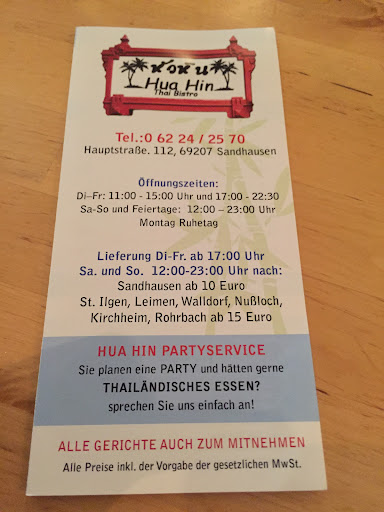 หัวหิน
Hua Hin
Thai Bistro
Tel.:0 62 24 / 25 70
Hauptstraße. 112, 69207 Sandhausen
Öffnungszeiten:
Di–Fr: 11:00 - 15:00 Uhr und 17:00 - 22:30
Sa-So und Feiertage: 12:00 – 23:00 Uhr
Montag Ruhetag
Lieferung Di-Fr. ab 17:00 Uhr
Sa. und So. 12:00-23:00 Uhr nach:
Sandhausen ab 10 Euro
St. Ilgen, Leimen, Walldorf, Nußloch,
Kirchheim, Rohrbach ab 15 Euro
HUA HIN PARTYSERVICE
Sie planen eine PARTY und hätten gerne
THAILÄNDISCHES ESSEN?
sprechen Sie uns einfach an!
ALLE GERICHTE AUCH ZUM MITNEHMEN
Alle Preise inkl. der Vorgabe der gesetzlichen MwSt.